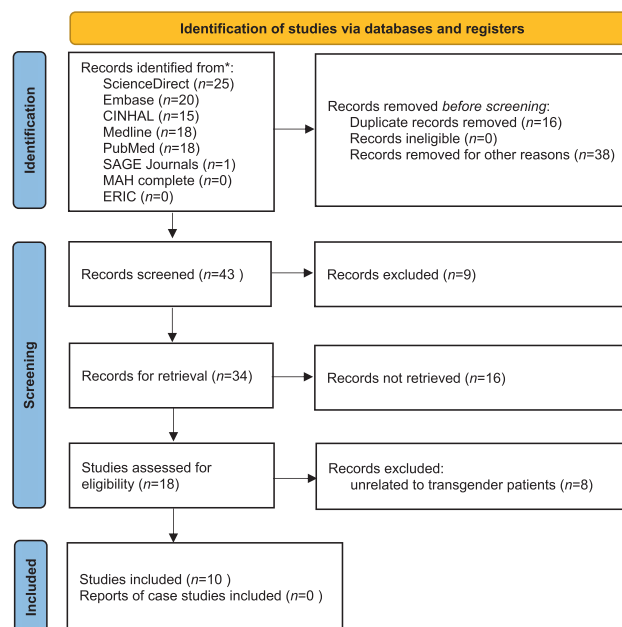 Identification of studies via databases and registers
Identification
Records identified from*:
ScienceDirect (n=25)
Embase (n=20)
CINHAL (n=15)
Medline (n=18)
PubMed (n=18)
SAGE Journals (n=1)
MAH complete (n=0)
ERIC (n=0)
Records removed before screening:
Duplicate records removed (n=16)
Records ineligible (n=0)
Records removed for other reasons (n=38)
Screening
Records screened (n=43 )
Records excluded (n=9)
Records for retrieval (n=34)
Records not retrieved (n=16)
Studies assessed for
eligibility (n=18)
Records excluded:
unrelated to transgender patients (n=8)
Included
Studies included (n=10 )
Reports of case studies included (n=0 )